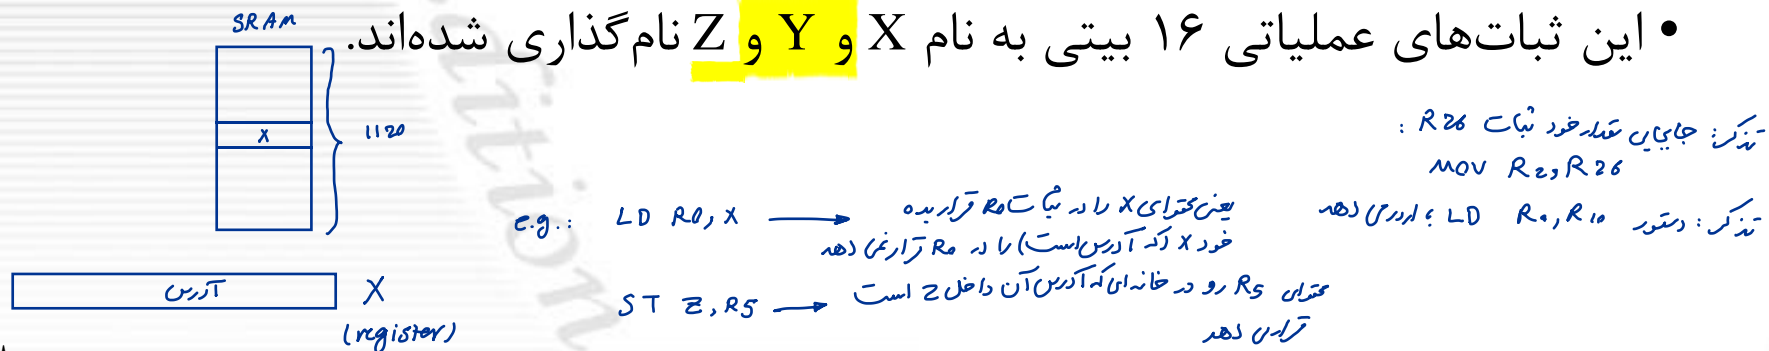 • این ثبات‌های عملیاتی ۱۶ بیتی به نام X و Y و Z نام‌گذاری شده‌اند.
SRAM
X
1120
آدرس X
(register)
تذکر: جابجایی مقدار خود ثبات R26 :
MOV R2, R26
تذکر: دستور LD R0, R10 ارور می دهد
e.g.: LD R0, X → یعنی محتوای X را در ثبات R0 قرار بده
خود X (که آدرس است) را در R0 قرار نمی دهد
ST Z, R5 → محتوای R5 رو در خانه ای که آدرس آن داخل Z است
قرار می دهد